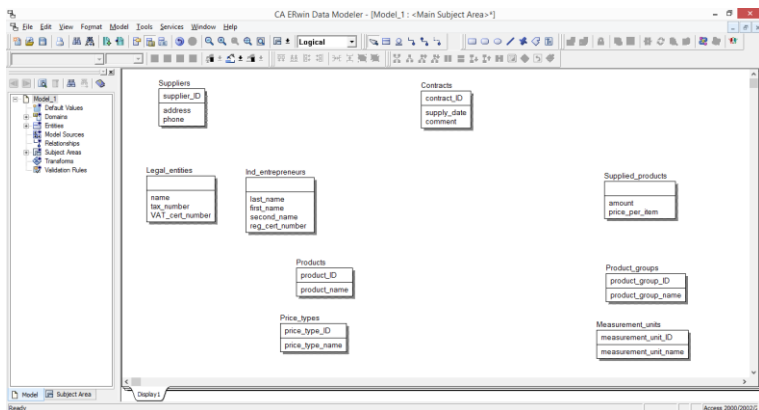 CA ERwin Data Modeler - [Model_1 : <Main Subject Area>*]
File Edit View Format Model Tools Services Window Help
Logical
Model_1
Default Values
Domains
Entities
Model Sources
Relationships
Subject Areas
Transforms
Validation Rules
Suppliers
supplier_ID
address
phone
Contracts
contract_ID
supply_date
comment
Legal_entities
name
tax_number
VAT_cert_number
Ind_entrepreneurs
last_name
first_name
second_name
reg_cert_number
Supplied_products
amount
price_per_item
Products
product_ID
product_name
Product_groups
product_group_ID
product_group_name
Price_types
price_type_ID
price_type_name
Measurement_units
measurement_unit_ID
measurement_unit_name
Model Subject Area
Display1
Ready
Access 2000/2002/2